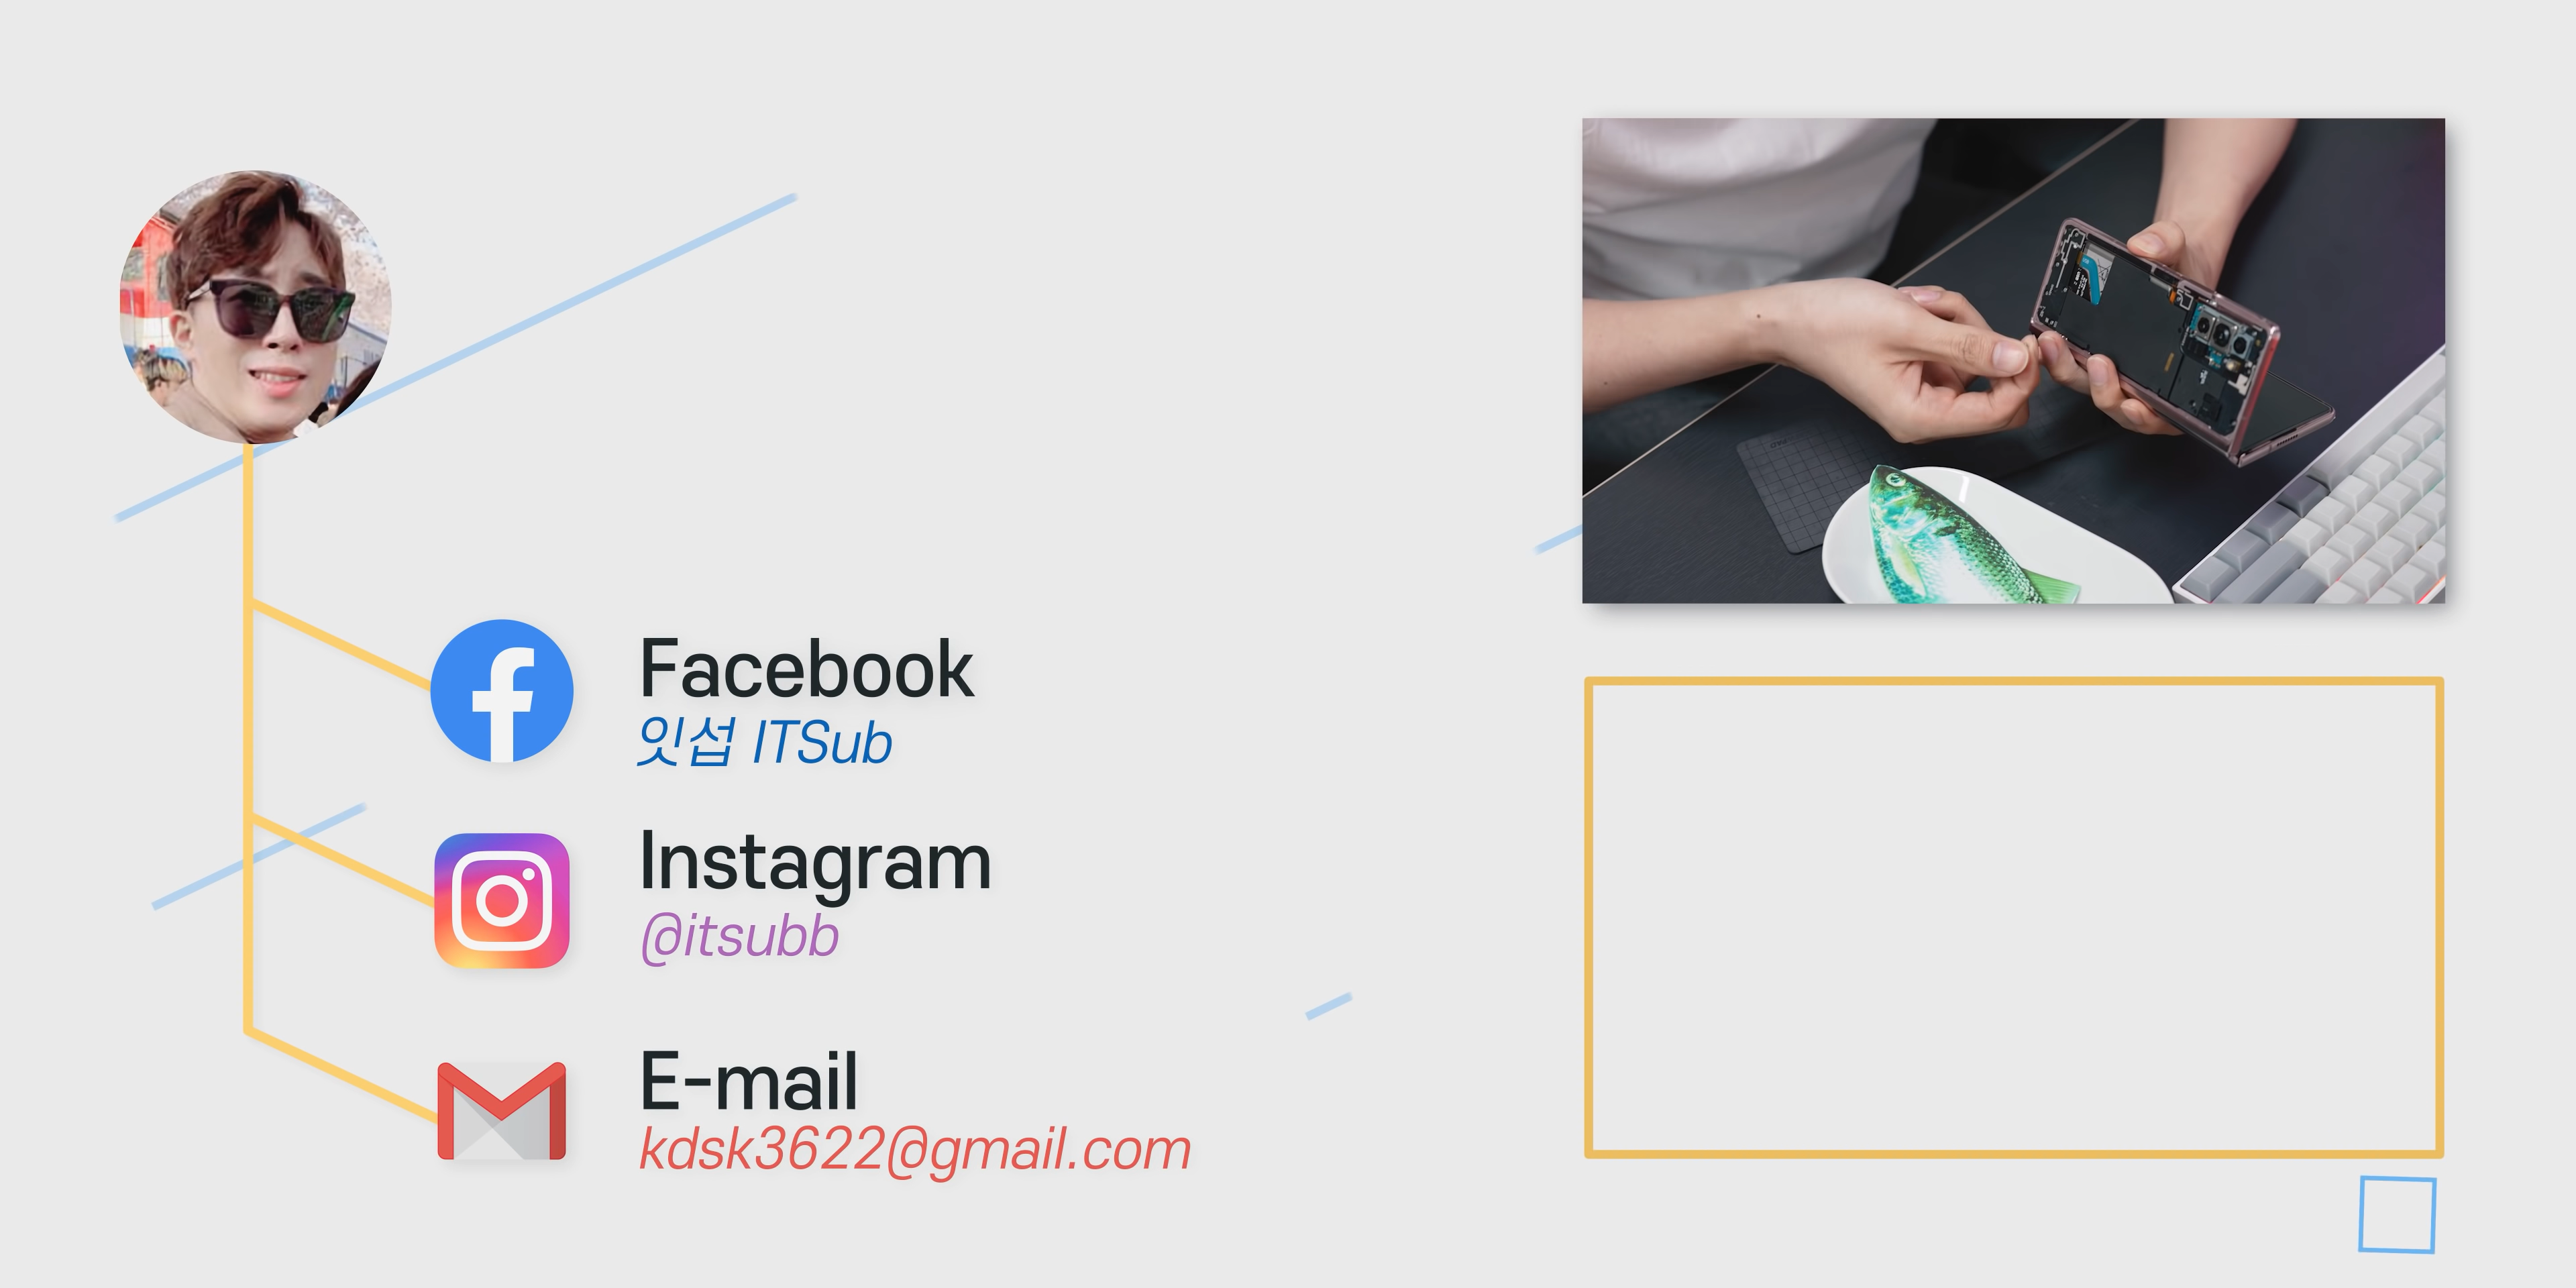 Facebook
잇섭 ITSub
Instagram
@itsubb
E-mail
kdsk3622@gmail.com